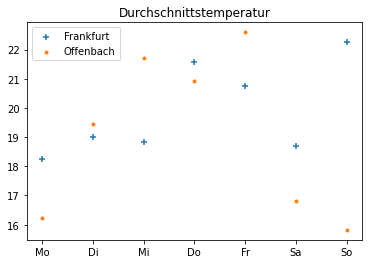 Durchschnittstemperatur
Frankfurt
Offenbach
22
21
20
19
18
17
16
Mo Di Mi Do Fr Sa So